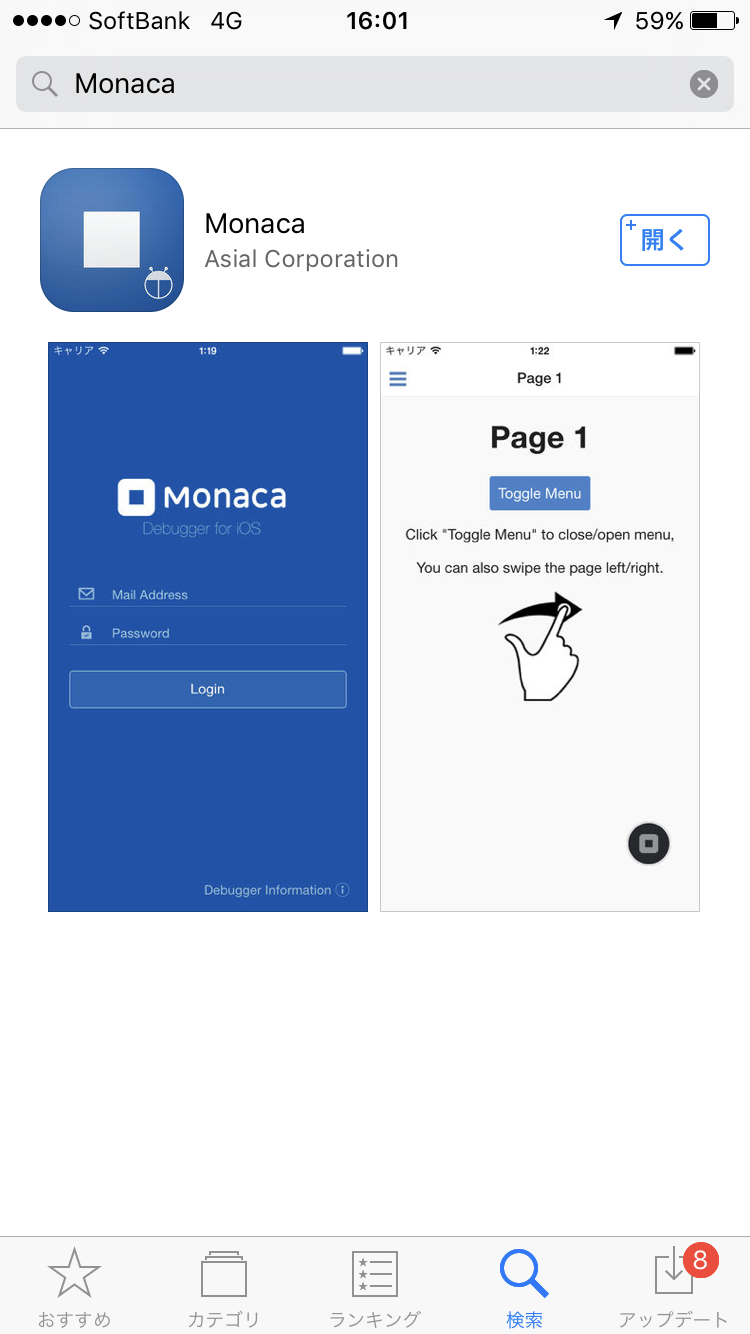 SoftBank 4G 16:01 59%
Monaca
Monaca
Asial Corporation
+開く
キャリア 1:19
Monaca
Debugger for iOS
Mail Address
Password
Login
Debugger Information
キャリア 1:22
Page 1
Page 1
Toggle Menu
Click "Toggle Menu" to close/open menu,
You can also swipe the page left/right.
8
おすすめ カテゴリ ランキング 検索 アップデート